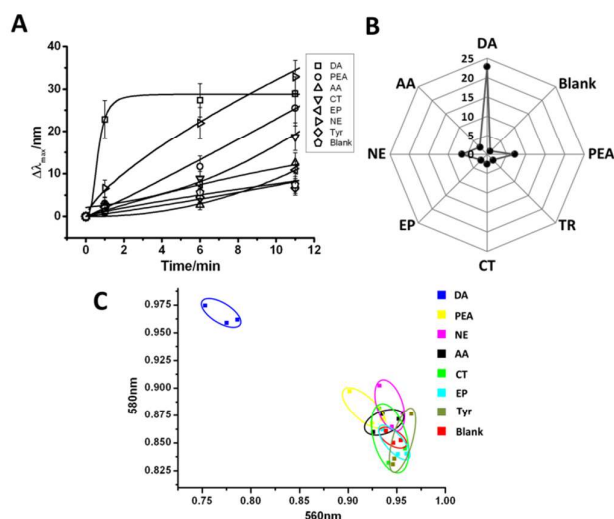 A
Δλmax/nm
40
30
20
10
0
0 2 4 6 8 10 12
Time/min
DA
PEA
AA
CT
EP
NE
Tyr
Blank
B
DA
Blank
PEA
TR
CT
EP
NE
AA
25
20
15
10
5
0
C
580nm
0.975
0.950
0.925
0.900
0.875
0.850
0.825
0.75 0.80 0.85 0.90 0.95 1.00
560nm
DA
PEA
NE
AA
CT
EP
Tyr
Blank